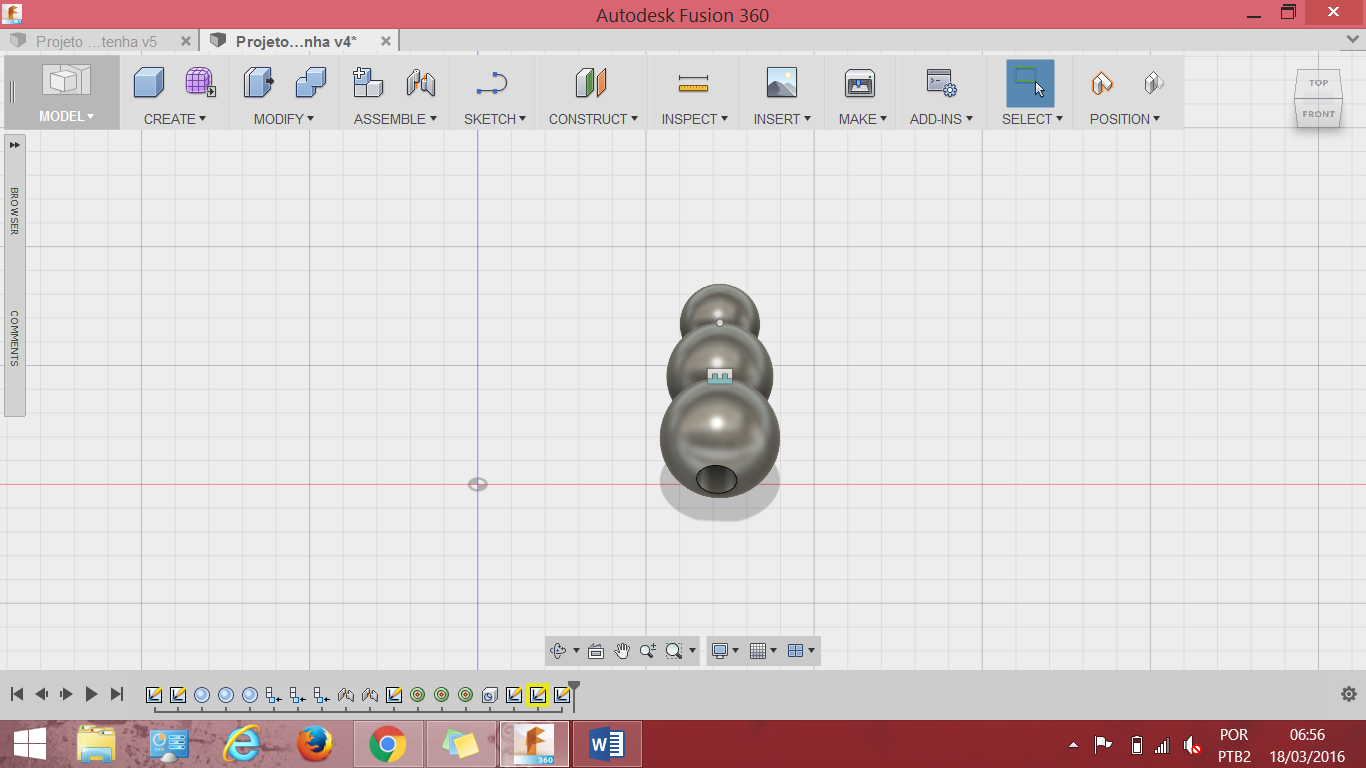 Autodesk Fusion 360
Projeto ...tenha v5
Projeto...nha v4*
MODEL
CREATE
MODIFY
ASSEMBLE
SKETCH
CONSTRUCT
INSPECT
INSERT
MAKE
ADD-INS
SELECT
POSITION
TOP
FRONT
BROWSER
COMMENTS
360
W
POR
PTB2
06:56
18/03/2016